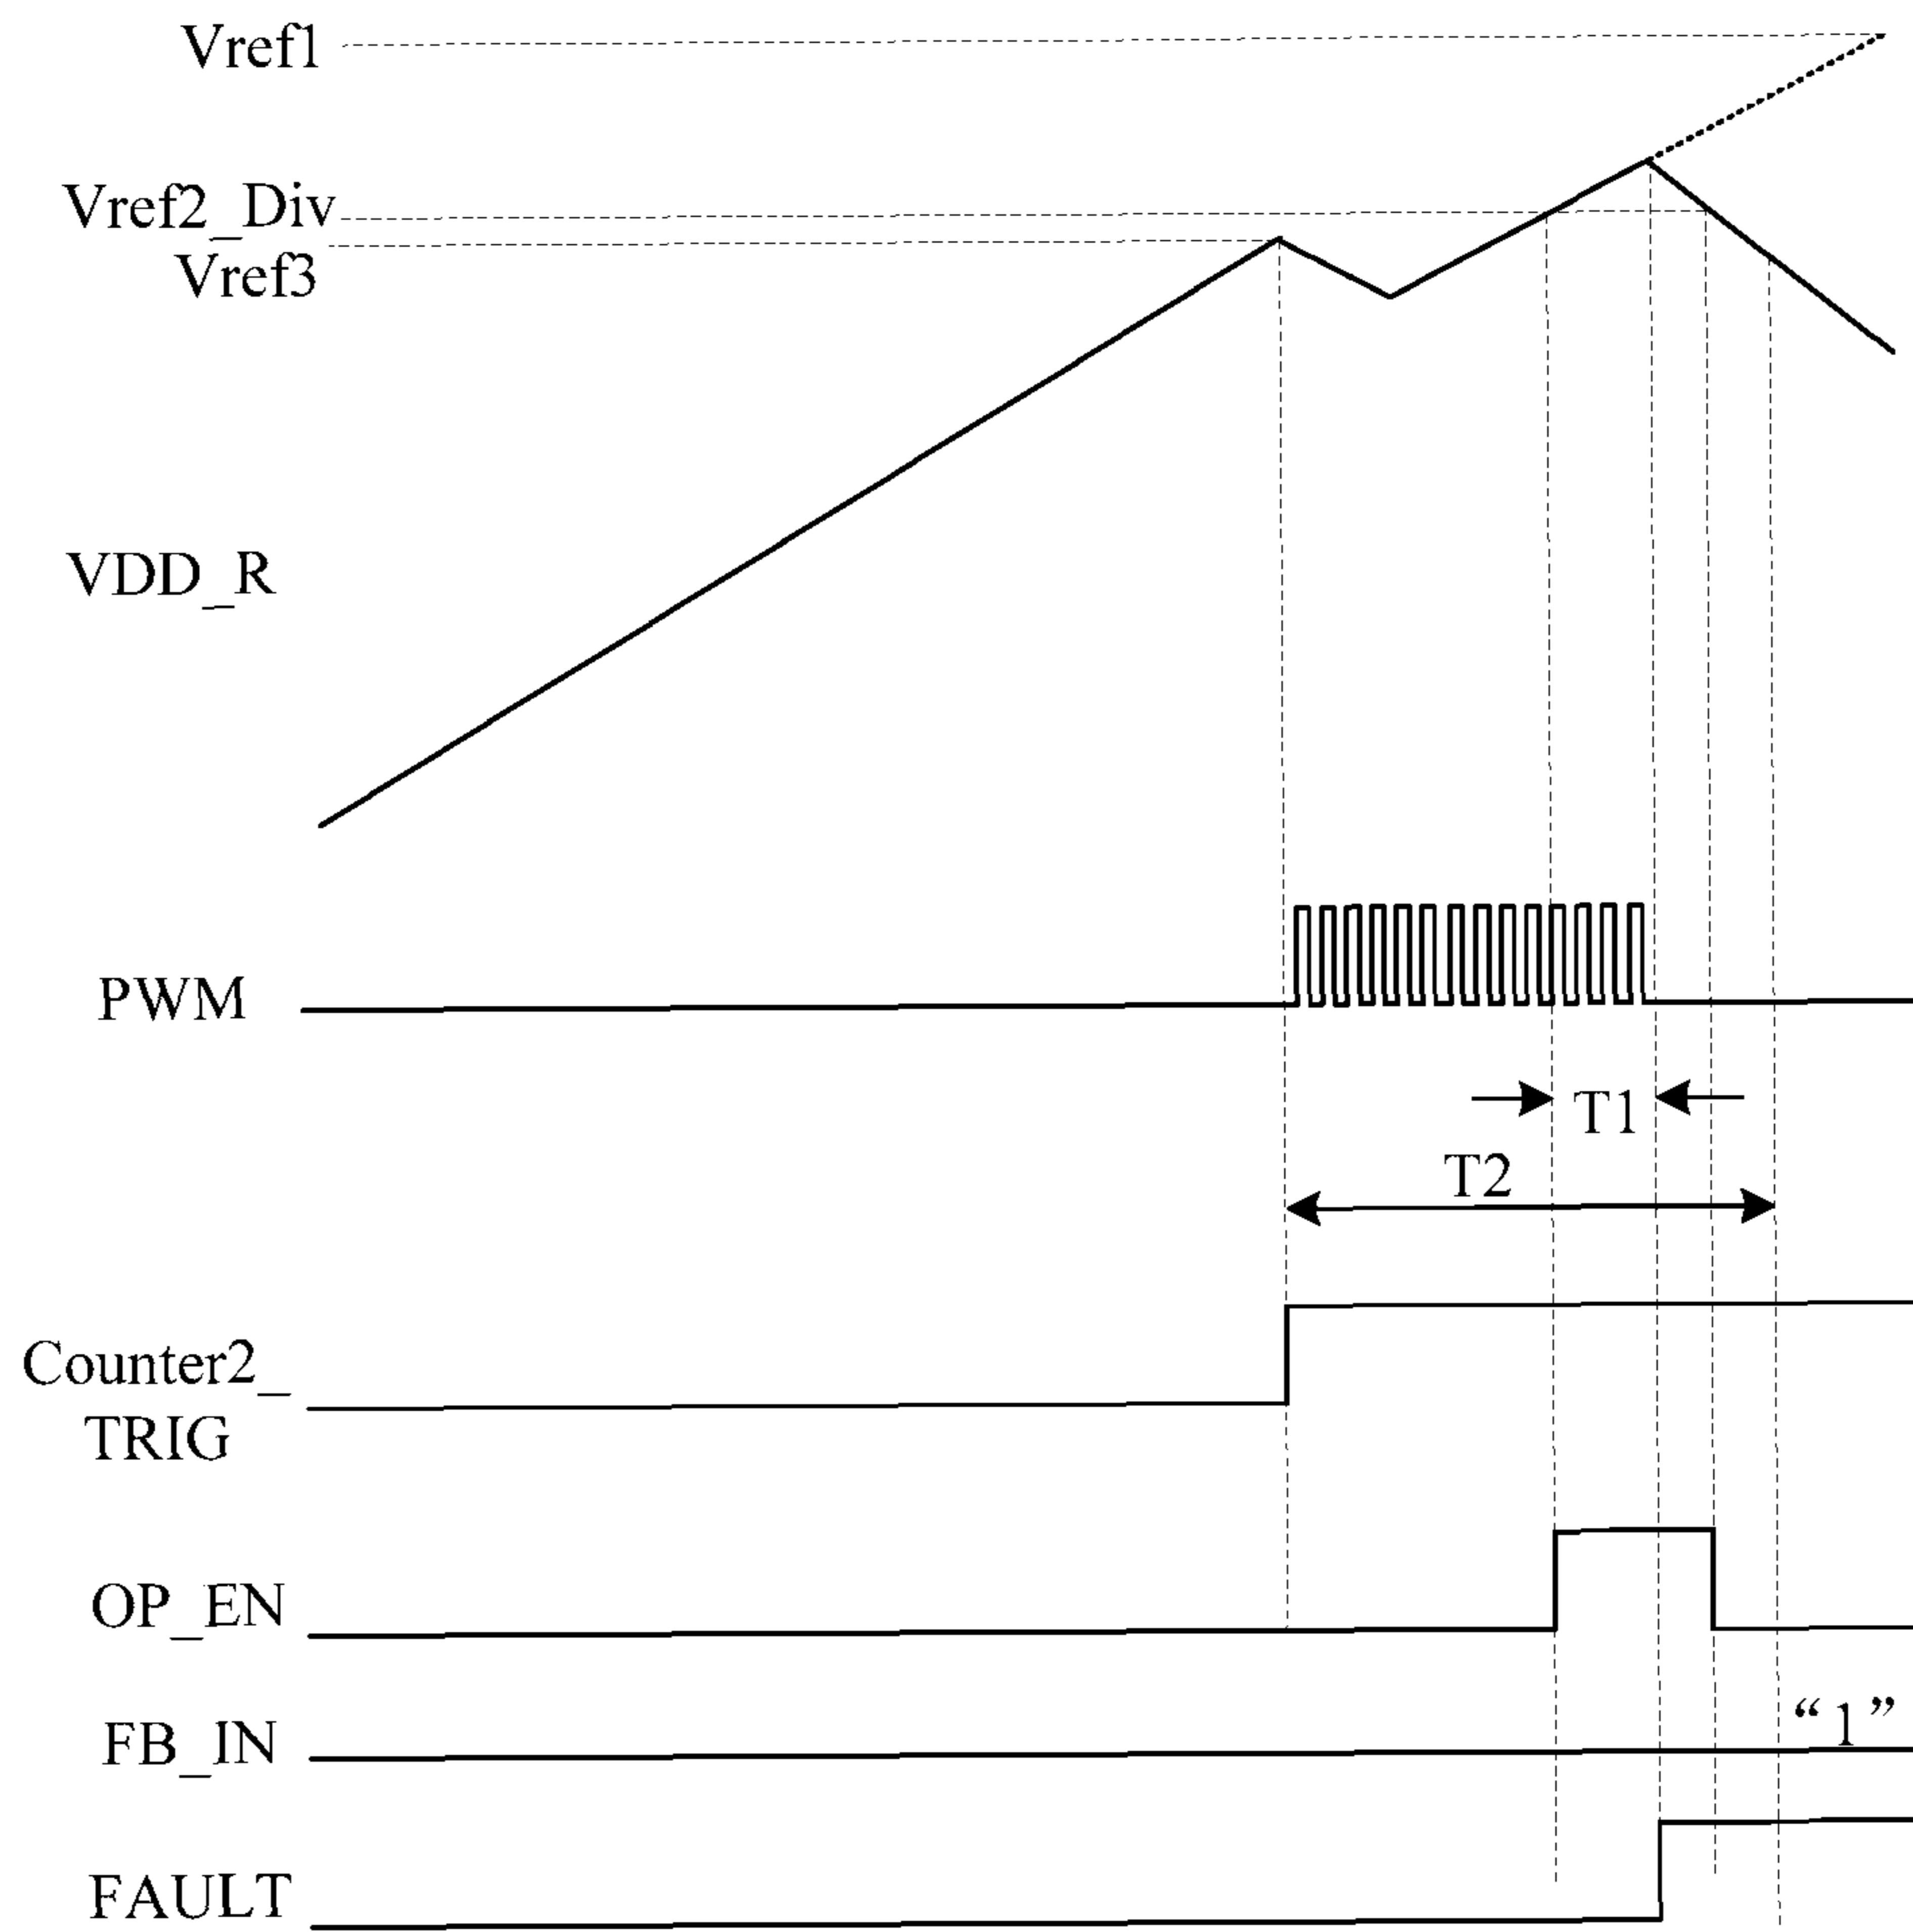 Vref1
Vref2_Div
Vref3
VDD_R
PWM
T1
T2
Counter2_
TRIG
OP_EN
FB_IN
“1”
FAULT